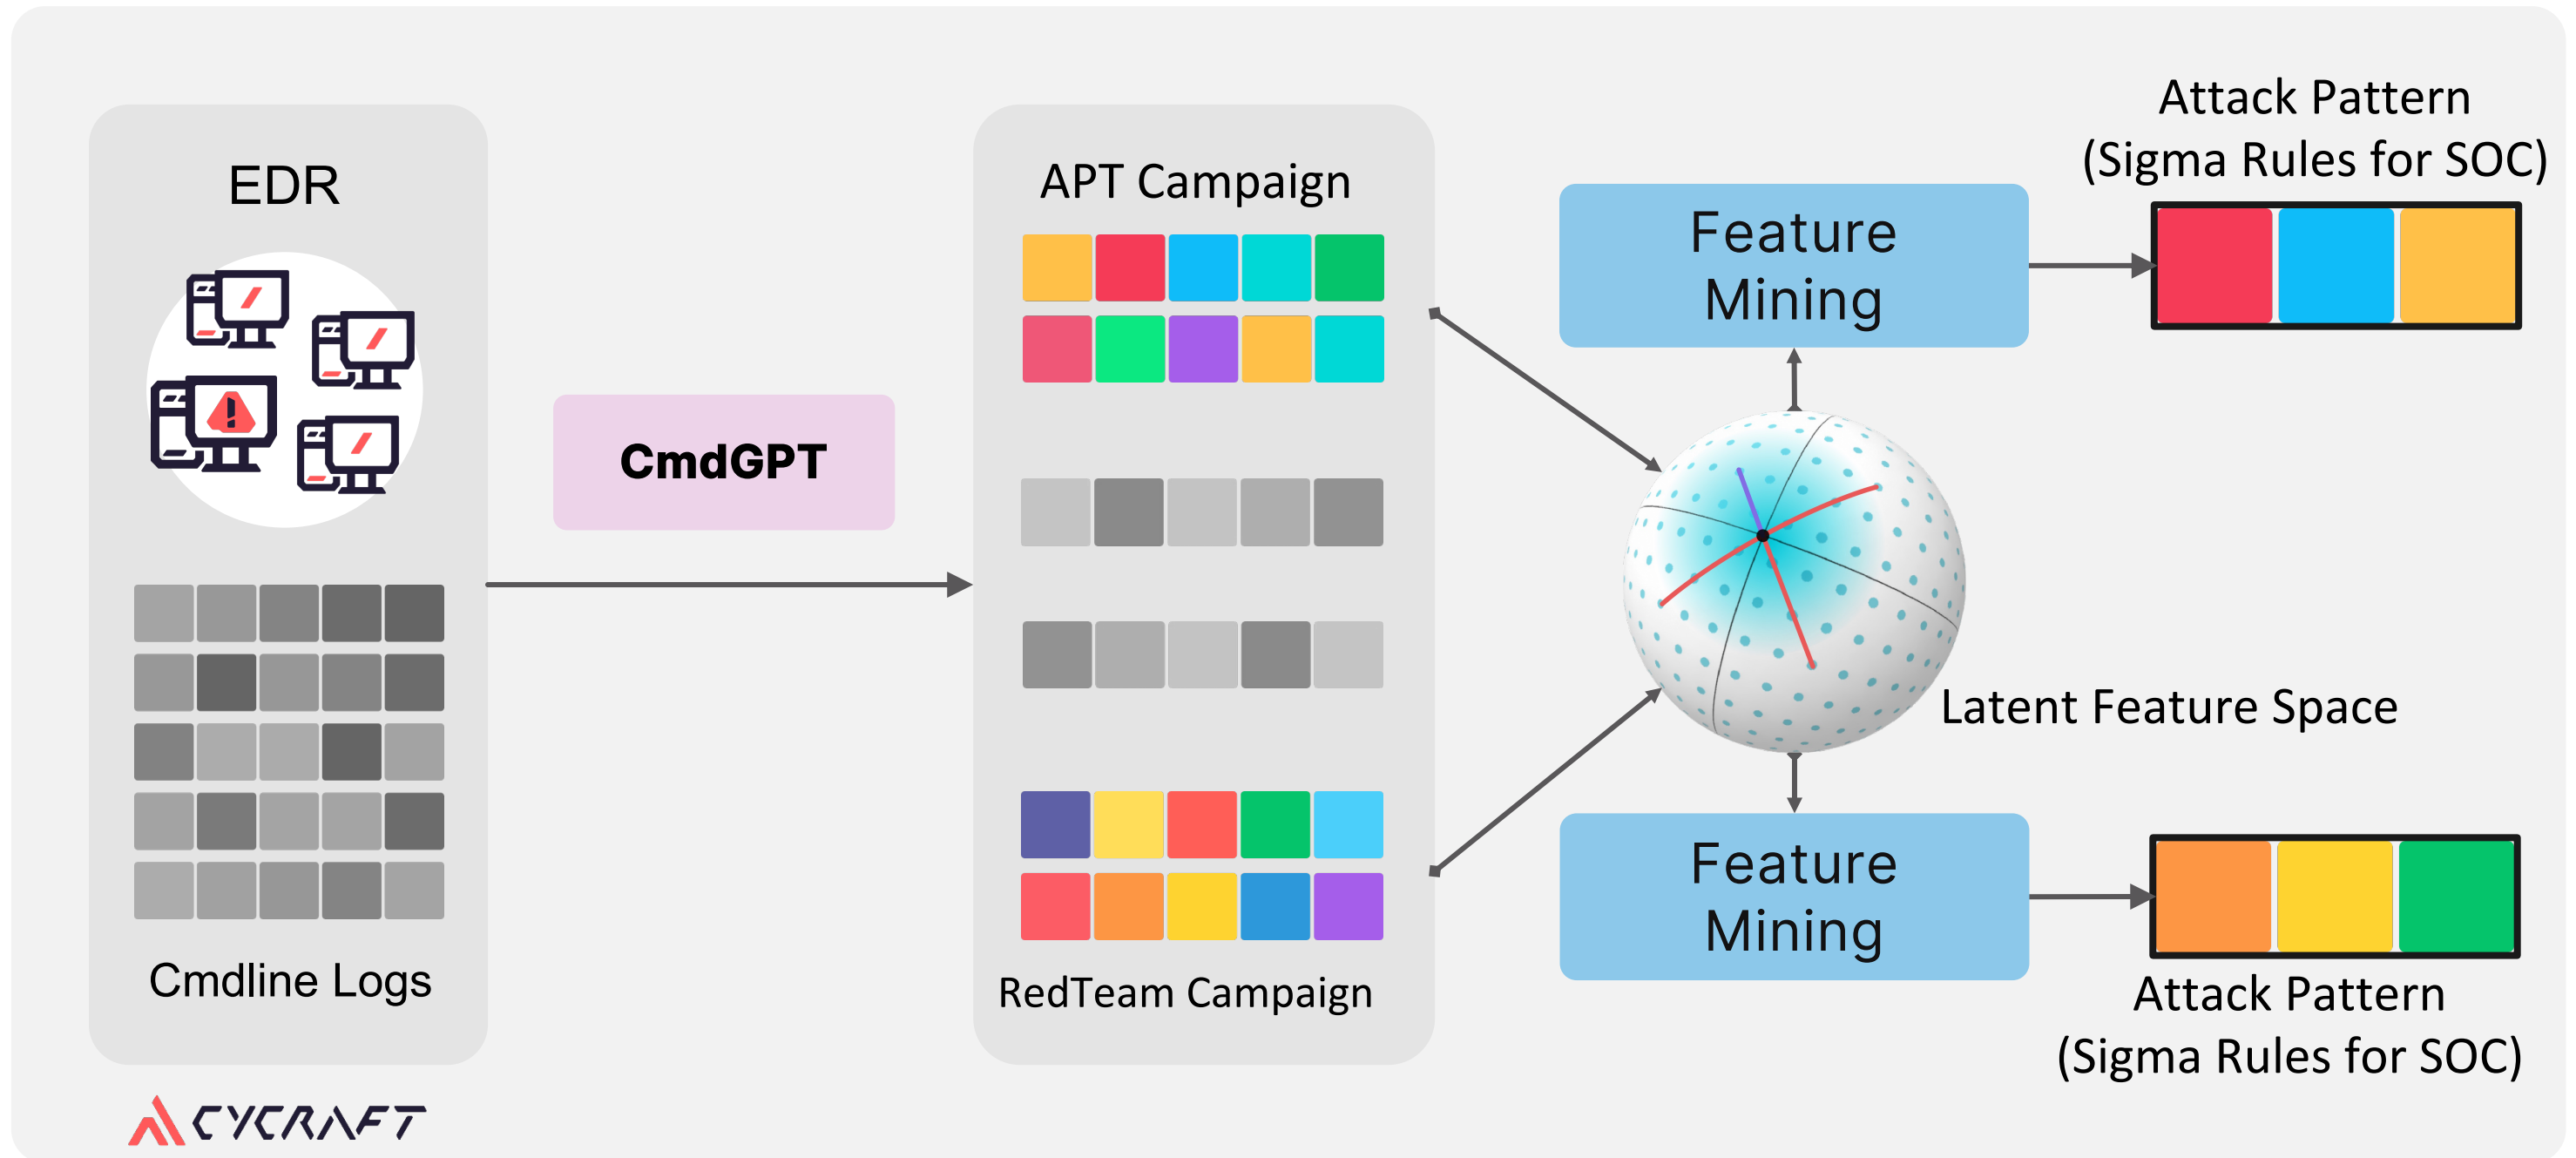 EDR
Cmdline Logs
CYCRAFT
CmdGPT
APT Campaign
RedTeam Campaign
Feature
Mining
Attack Pattern
(Sigma Rules for SOC)
Latent Feature Space
Feature
Mining
Attack Pattern
(Sigma Rules for SOC)